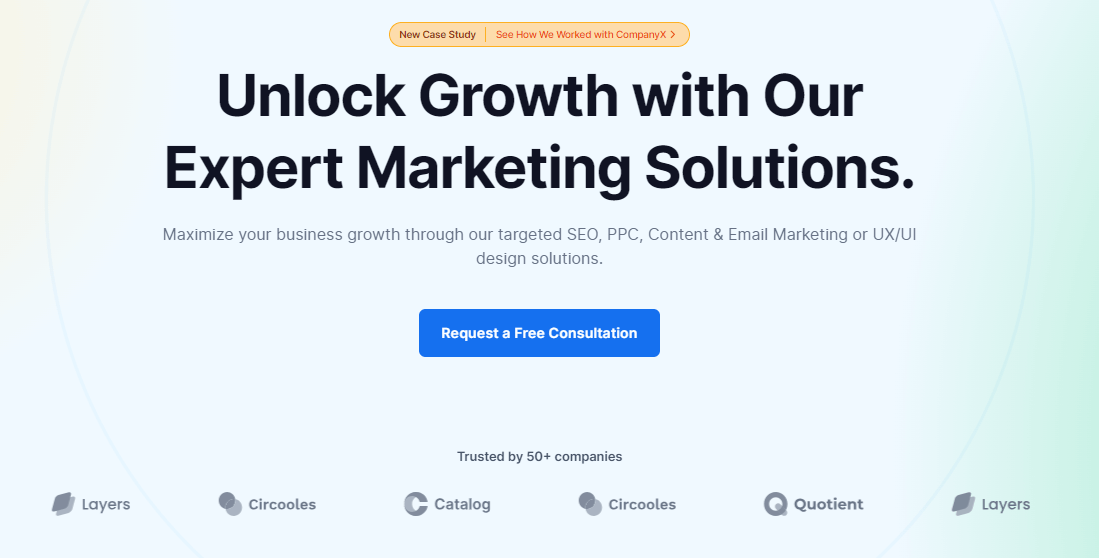 New Case Study See How We Worked with CompanyX
Unlock Growth with Our
Expert Marketing Solutions.
Maximize your business growth through our targeted SEO, PPC, Content & Email Marketing or UX/UI
design solutions.
Request a Free Consultation
Trusted by 50+ companies
Layers Circooles Catalog Circooles Quotient Layers